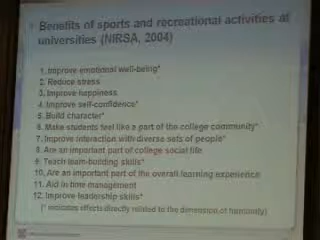 Benefits of sports and recreational activities at
universities (NIRSA, 2004)
1. Improve emotional well-being*
2. Reduce stress
3. Improve happiness
4. Improve self-confidence*
5. Build character*
6. Make students feel like a part of the college community*
7. Improve interaction with diverse sets of people*
8. Are an important part of college social life
9. Teach team-building skills*
10. Are an important part of the overall learning experience
11. Aid in time management
12. Improve leadership skills*
(* indicates effects directly related to the dimension of humanity)